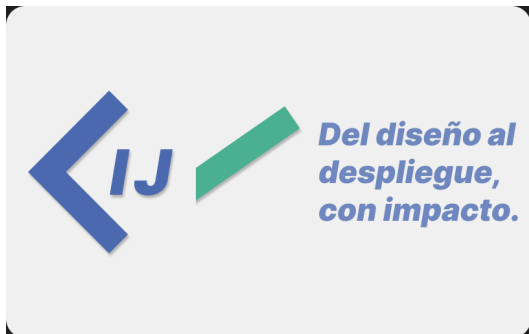 IJ
Del diseño al
despliegue,
con impacto.